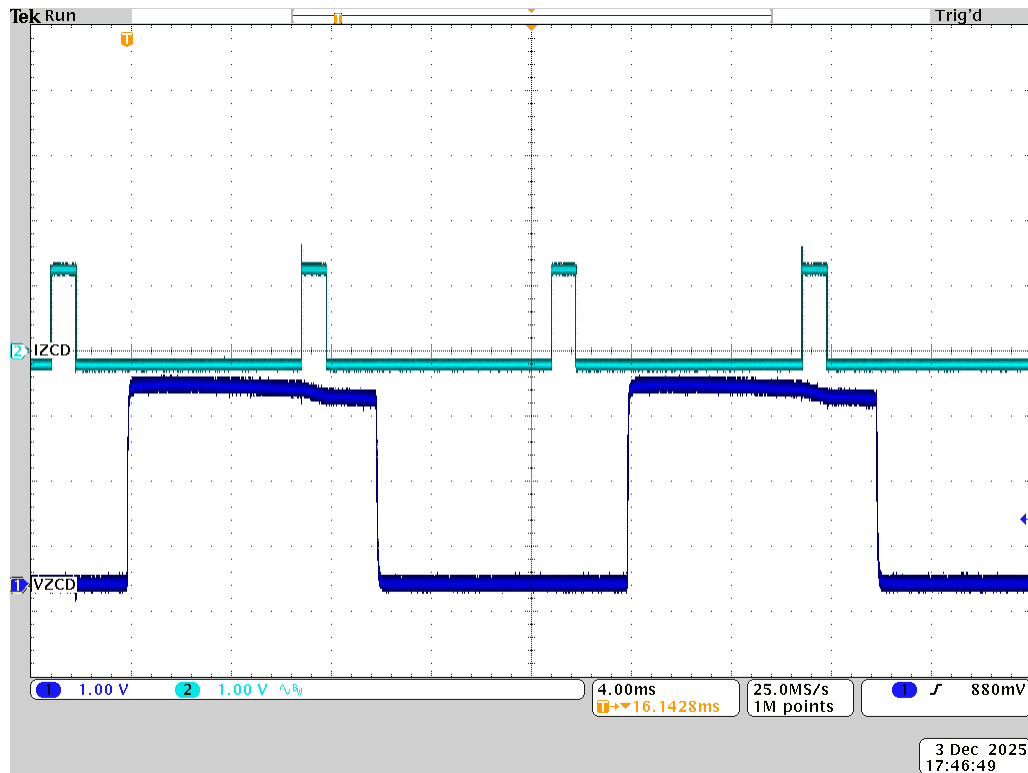 Tek Run Trig'd
T
T
2 IZCD
1 VZCD
1 1.00 V 2 1.00 V
4.00ms 25.0MS/s 1 880mV
T→▼16.1428ms 1M points
3 Dec 2025
17:46:49